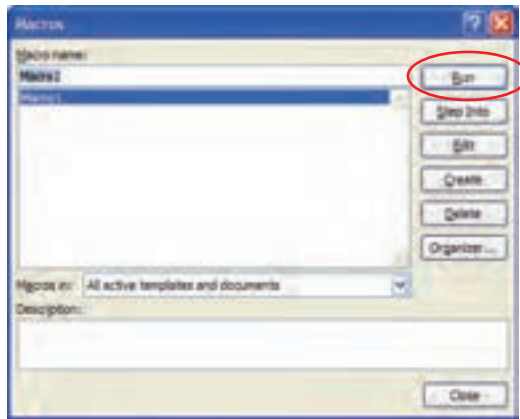 Macros
Macro name:
Macro1
Macro1
Run
Step Into
Edit
Create
Delete
Organizer...
Macros in: All active templates and documents
Description:
Close